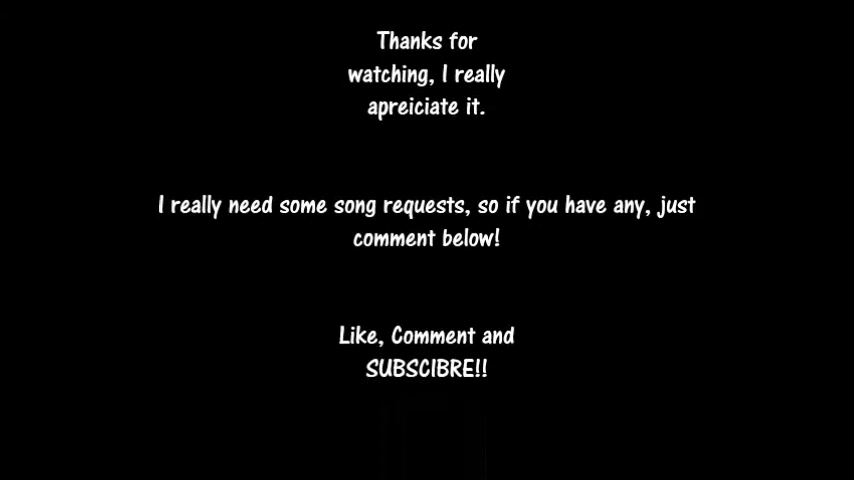 Thanks for
watching, I really
apreiciate it.
I really need some song requests, so if you have any, just
comment below!
Like, Comment and
SUBSCIBRE!!